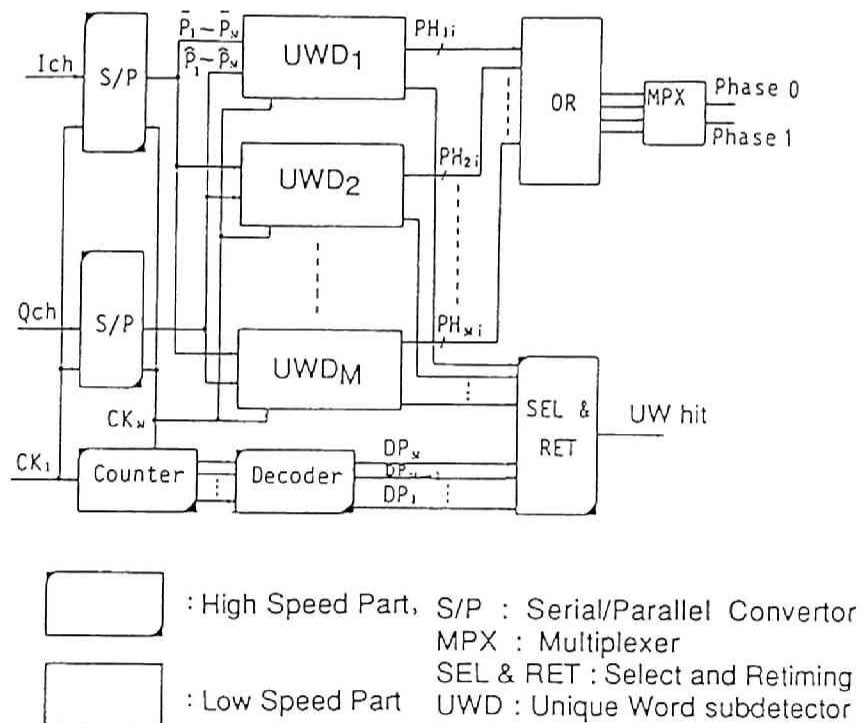 Ich
S/P
P̄₁ – P̄ₘ
P̂₁ – P̂ₘ
UWD₁
PH₁ᵢ
OR
MPX
Phase 0
Phase 1
UWD₂
PH₂ᵢ
Qch
S/P
UWDM
PHₘᵢ
SEL &
RET
UW hit
CKₘ
CK₁
Counter
Decoder
DPₘ
DP₁
: High Speed Part,
: Low Speed Part
S/P : Serial/Parallel Convertor
MPX : Multiplexer
SEL & RET : Select and Retiming
UWD : Unique Word subdetector